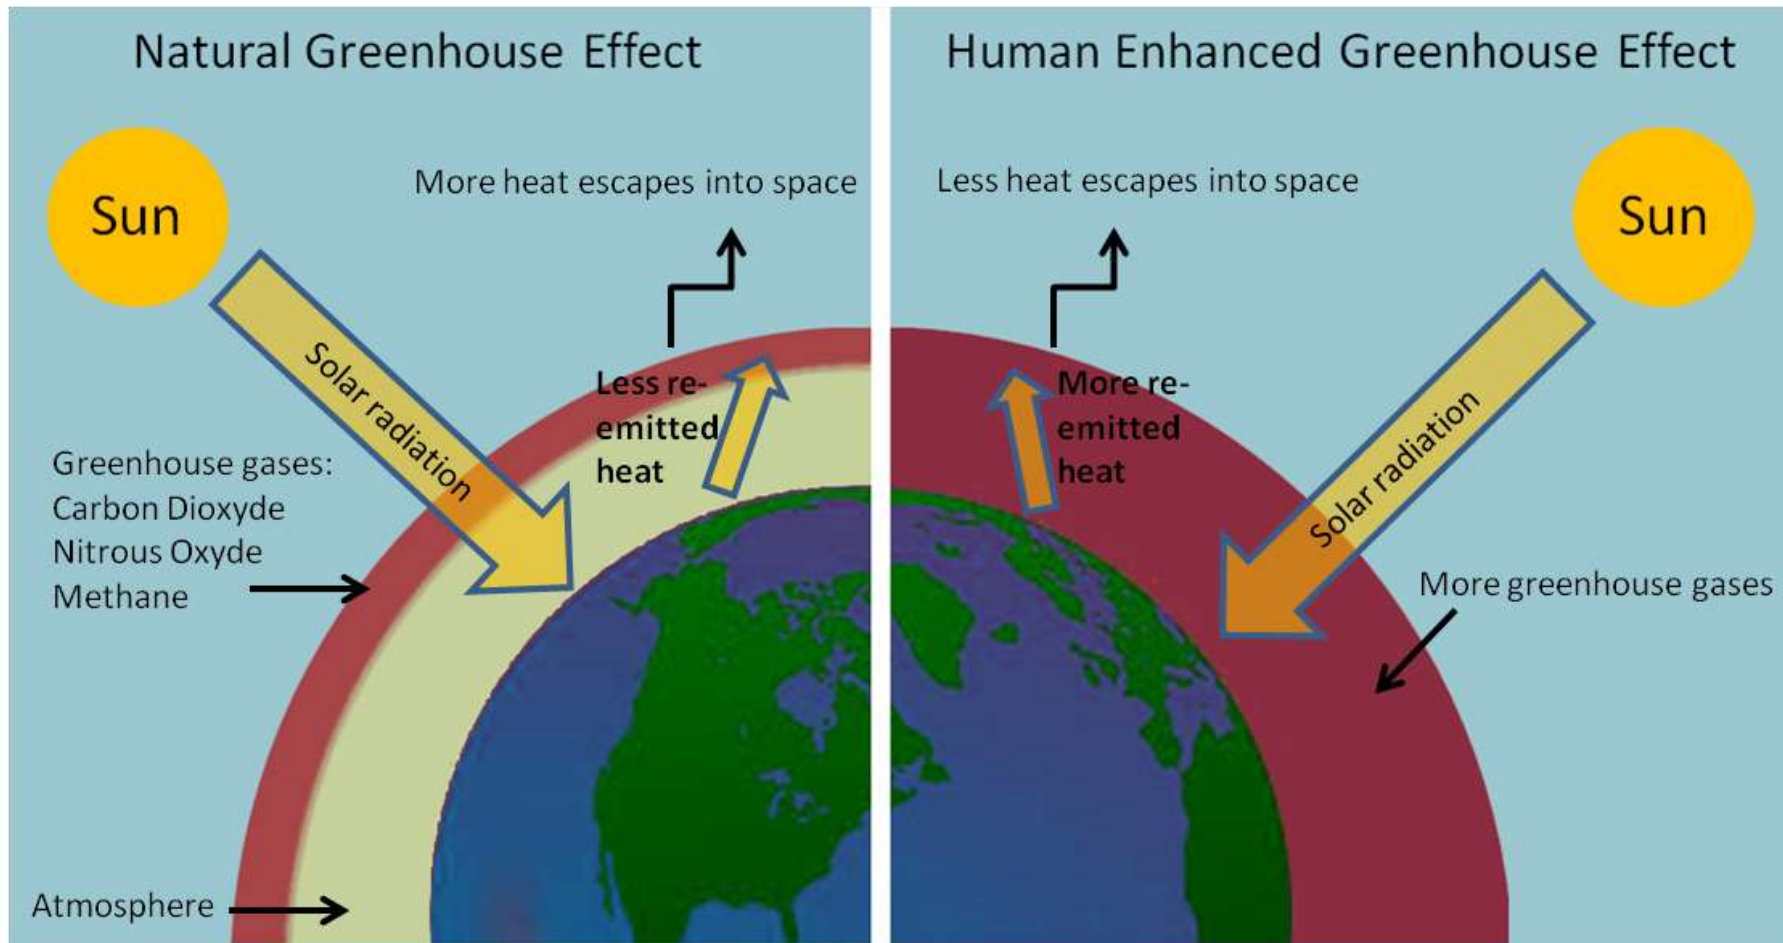 Natural Greenhouse Effect
Sun
More heat escapes into space
Solar radiation
Less re-
emitted
heat
Greenhouse gases:
Carbon Dioxyde
Nitrous Oxyde
Methane
Atmosphere
Human Enhanced Greenhouse Effect
Less heat escapes into space
Sun
More re-
emitted
heat
Solar radiation
More greenhouse gases